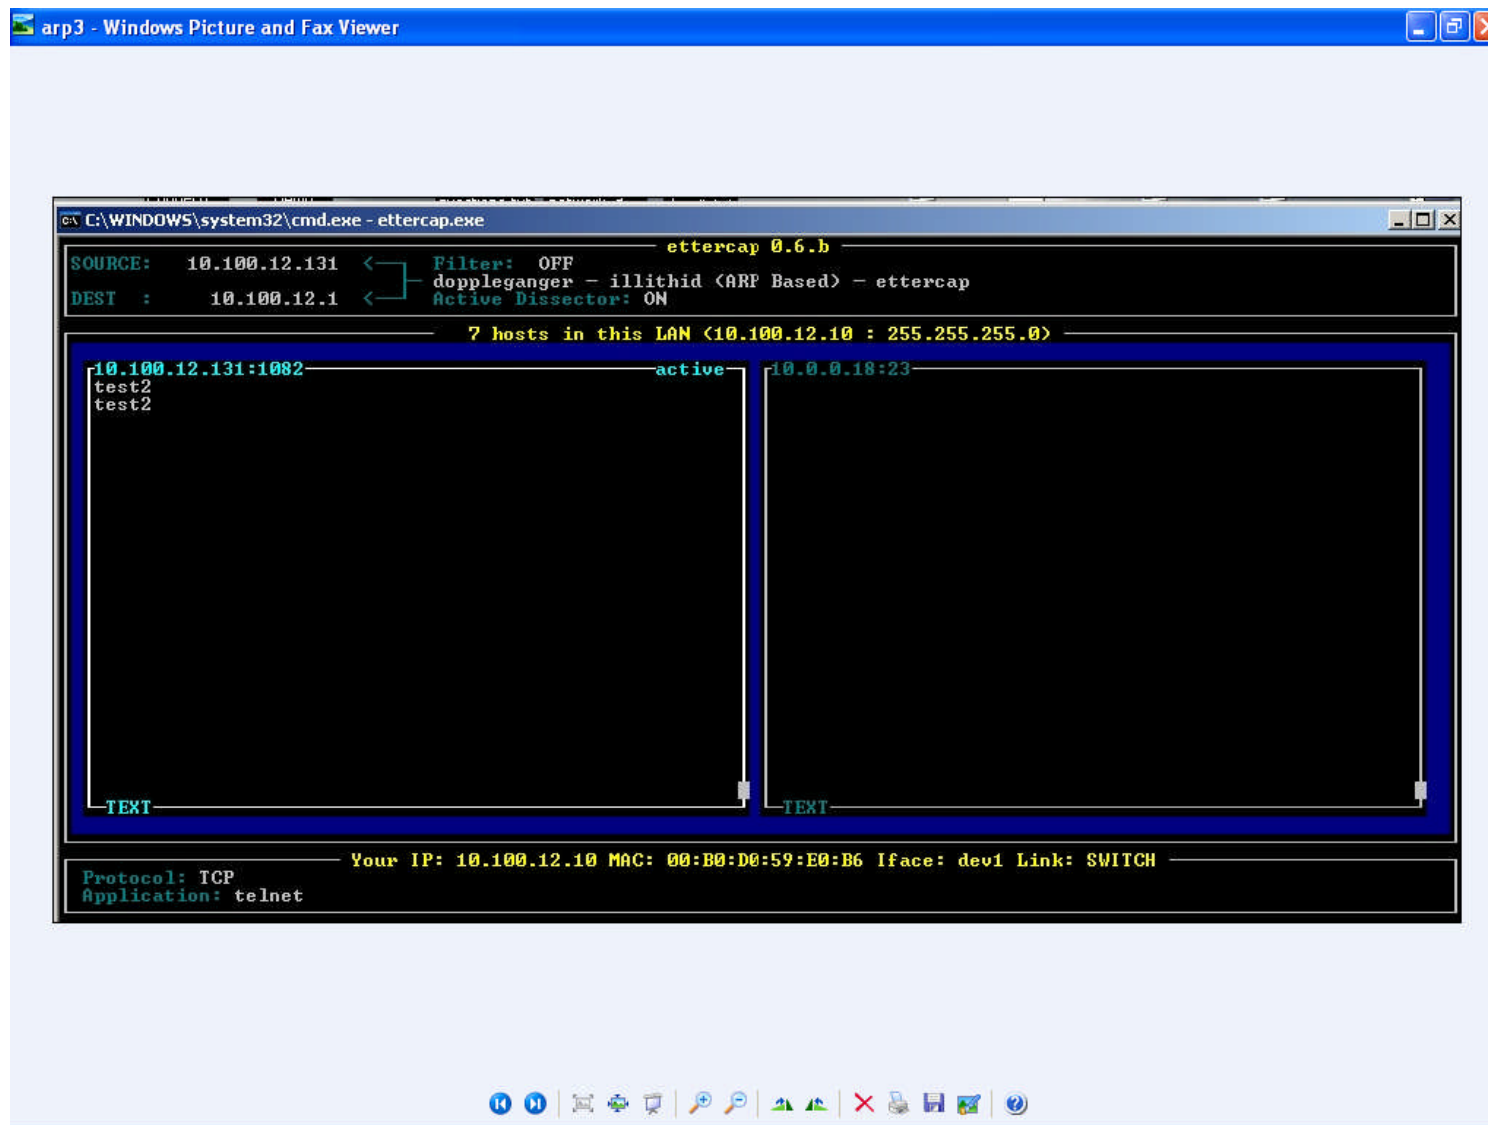 arp3 - Windows Picture and Fax Viewer
C:\WINDOWS\system32\cmd.exe - ettercap.exe
ettercap 0.6.b
SOURCE: 10.100.12.131 Filter: OFF
doppleganger - illithid (ARP Based) - ettercap
DEST : 10.100.12.1 Active Dissector: ON
7 hosts in this LAN (10.100.12.10 : 255.255.255.0)
10.100.12.131:1082 active 10.0.0.18:23
test2
test2
TEXT TEXT
Your IP: 10.100.12.10 MAC: 00:B0:D0:59:E0:B6 Iface: dev1 Link: SWITCH
Protocol: TCP
Application: telnet